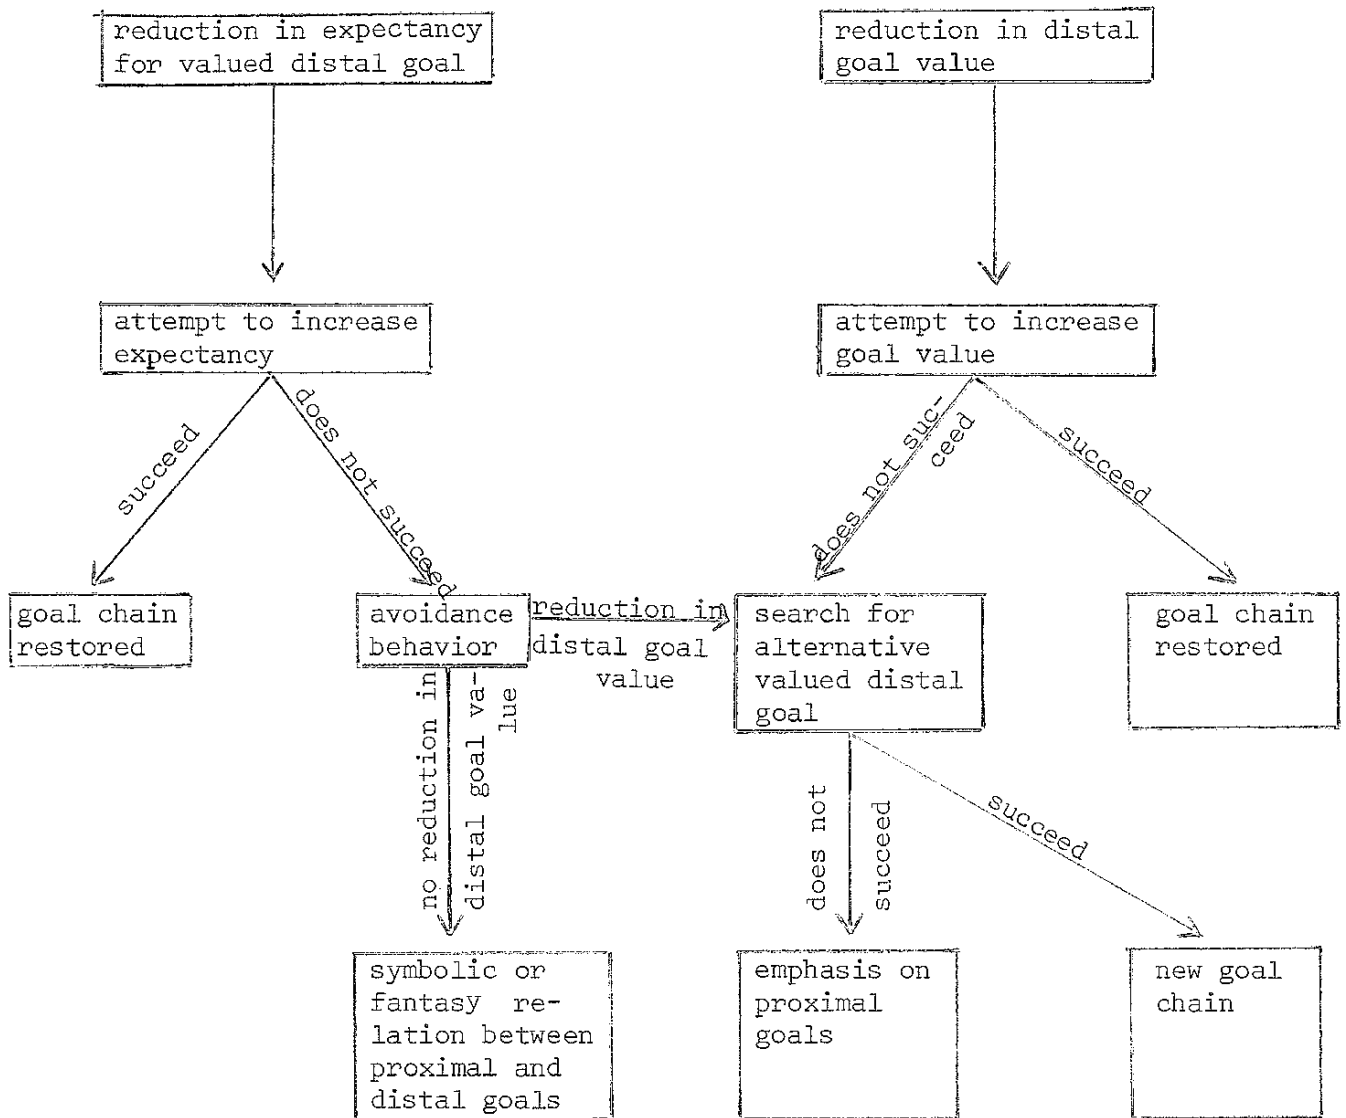 reduction in expectancy
for valued distal goal
reduction in distal
goal value
attempt to increase
expectancy
attempt to increase
goal value
succeed
does not succeed
does not suc-
ceed
succeed
goal chain
restored
avoidance
behavior
reduction in
distal goal
value
search for
alternative
valued distal
goal
goal chain
restored
no reduction in
distal goal va-
lue
does not
succeed
succeed
symbolic or
fantasy re-
lation between
proximal and
distal goals
emphasis on
proximal
goals
new goal
chain